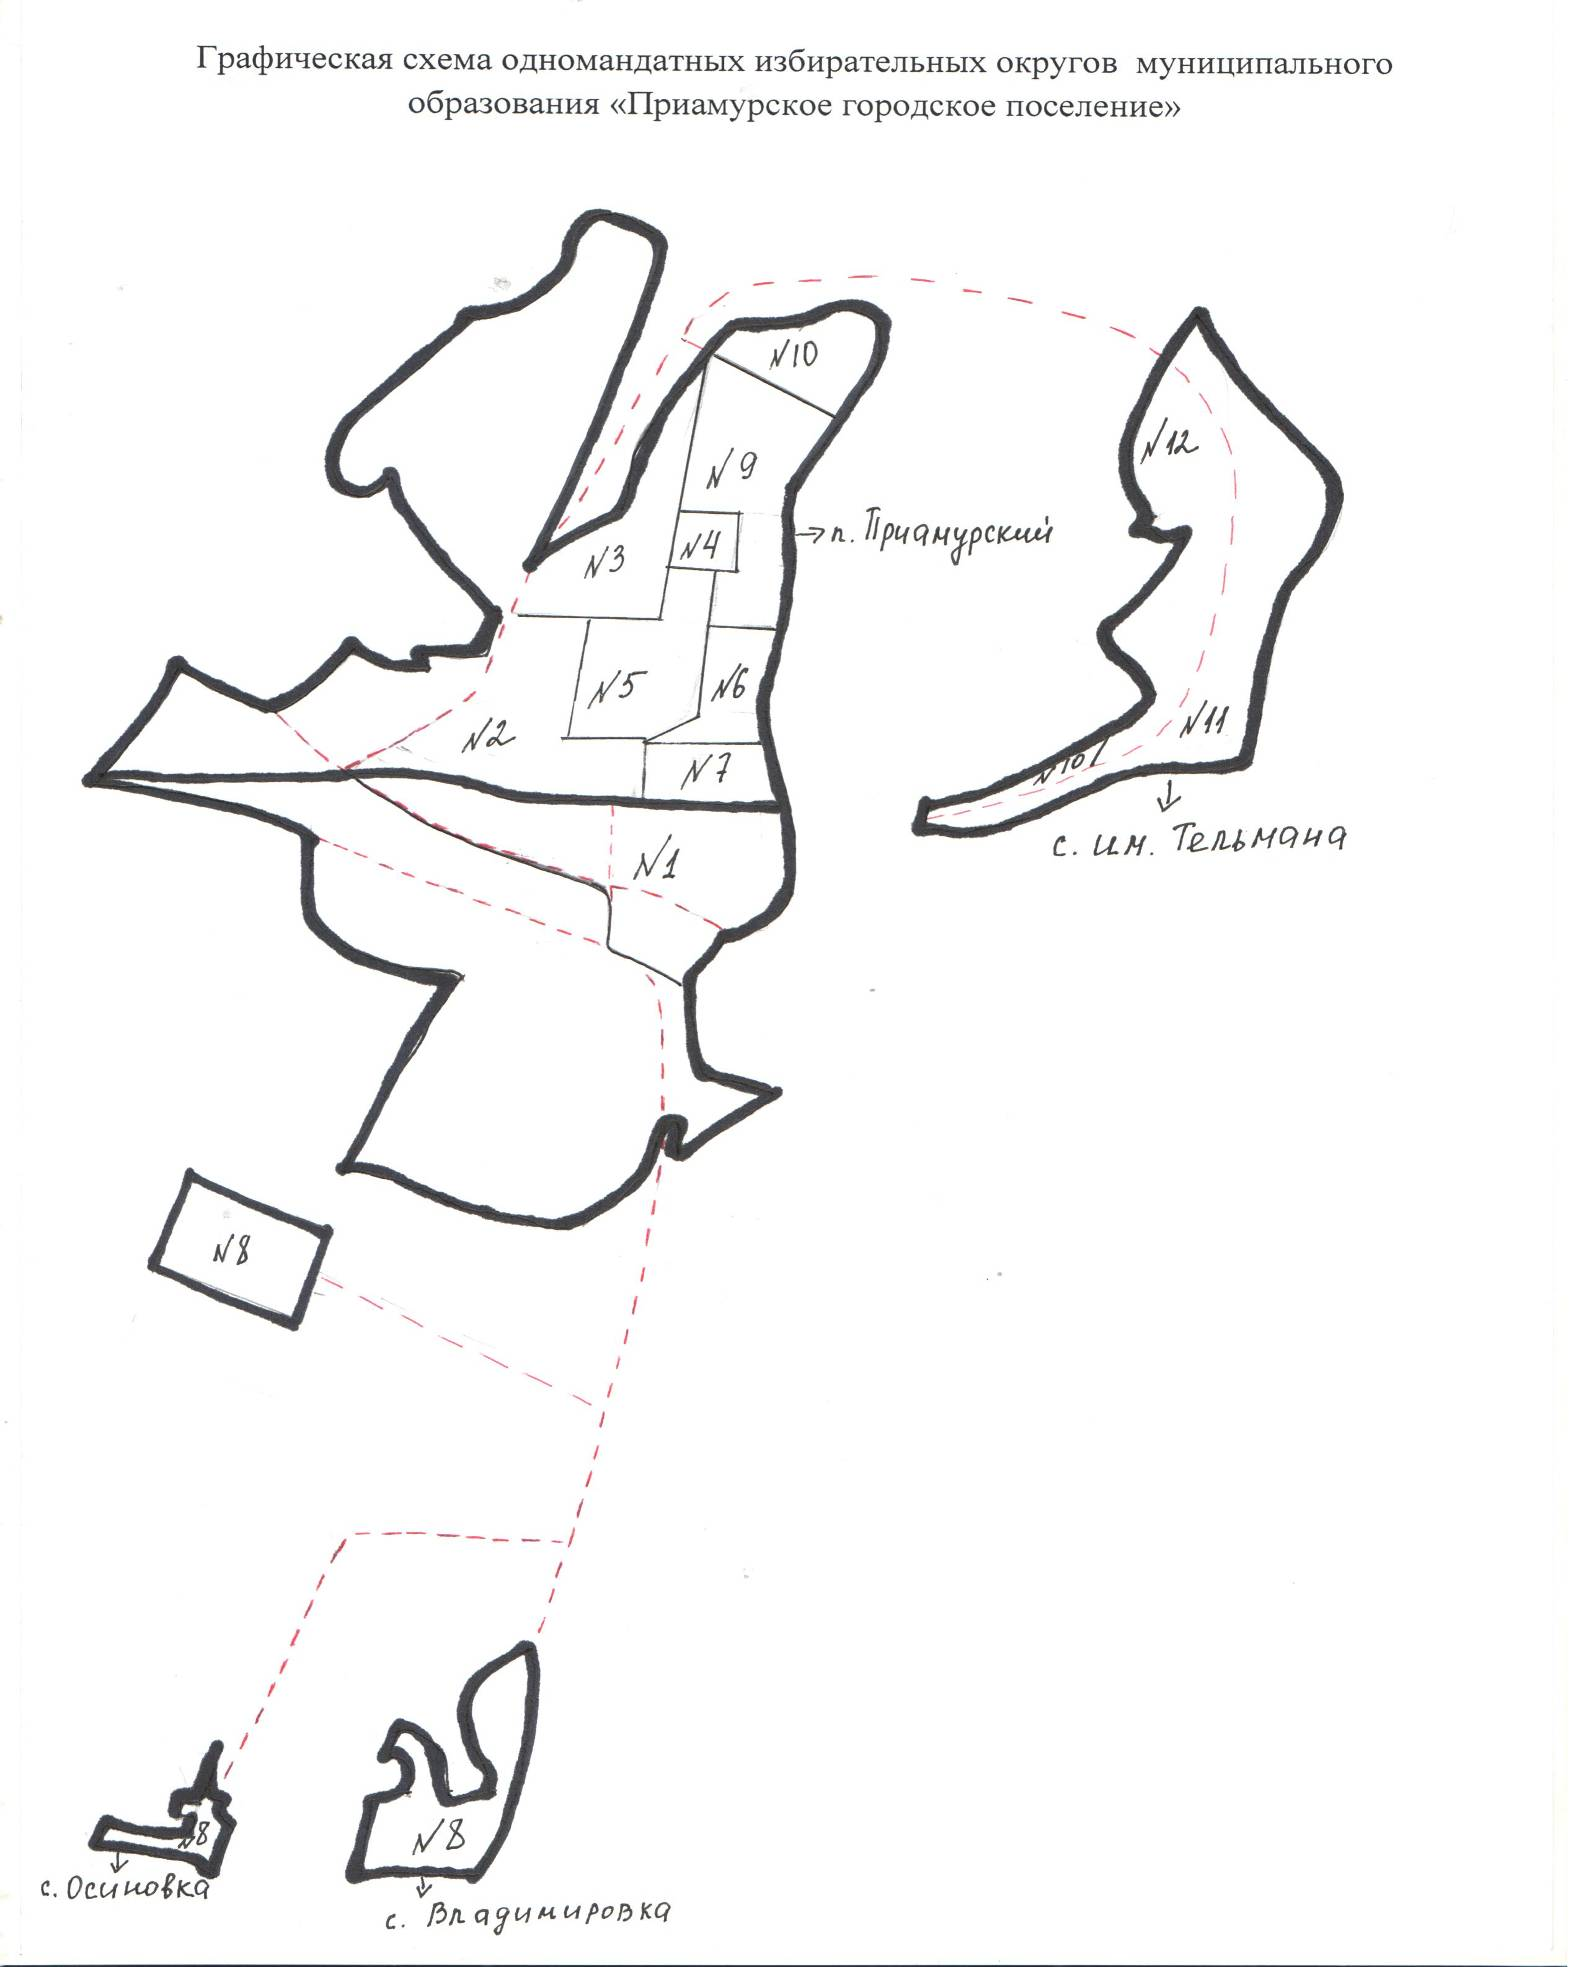 Графическая схема одномандатных избирательных округов муниципального
образования «Приамурское городское поселение»
N10
N12
N9
п. Приамурский
N4
N3
N5
N6
N11
N2
N10
N7
с. им. Тельмана
N1
N8
N8
N8
с. Осиновка
с. Владимировка